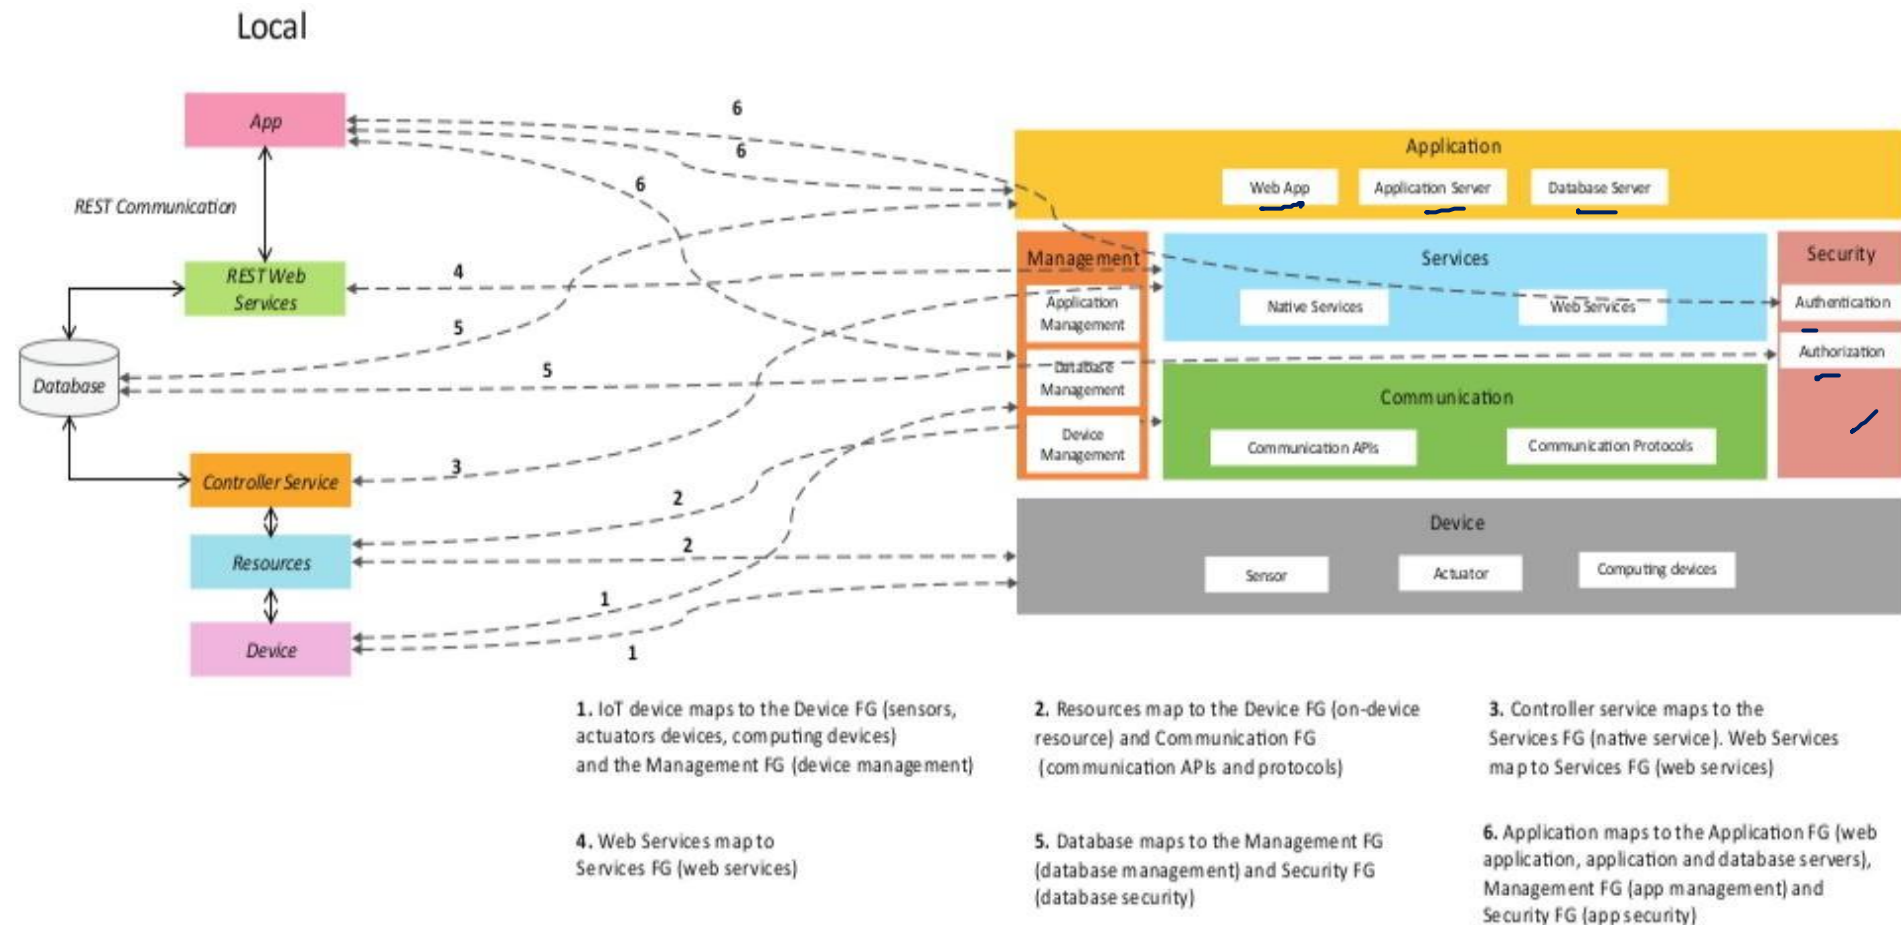 Local
App
REST Communication
REST Web
Services
Database
Controller Service
Resources
Device
6
6
6
4
5
5
3
2
2
1
1
Application
Web App
Application Server
Database Server
Management
Application
Management
Database
Management
Device
Management
Services
Native Services
Web Services
Security
Authentication
Authorization
Communication
Communication APIs
Communication Protocols
Device
Sensor
Actuator
Computing devices
1. IoT device maps to the Device FG (sensors,
actuators devices, computing devices)
and the Management FG (device management)
2. Resources map to the Device FG (on-device
resource) and Communication FG
(communication APIs and protocols)
3. Controller service maps to the
Services FG (native service). Web Services
map to Services FG (web services)
4. Web Services map to
Services FG (web services)
5. Database maps to the Management FG
(database management) and Security FG
(database security)
6. Application maps to the Application FG (web
application, application and database servers),
Management FG (app management) and
Security FG (app security)